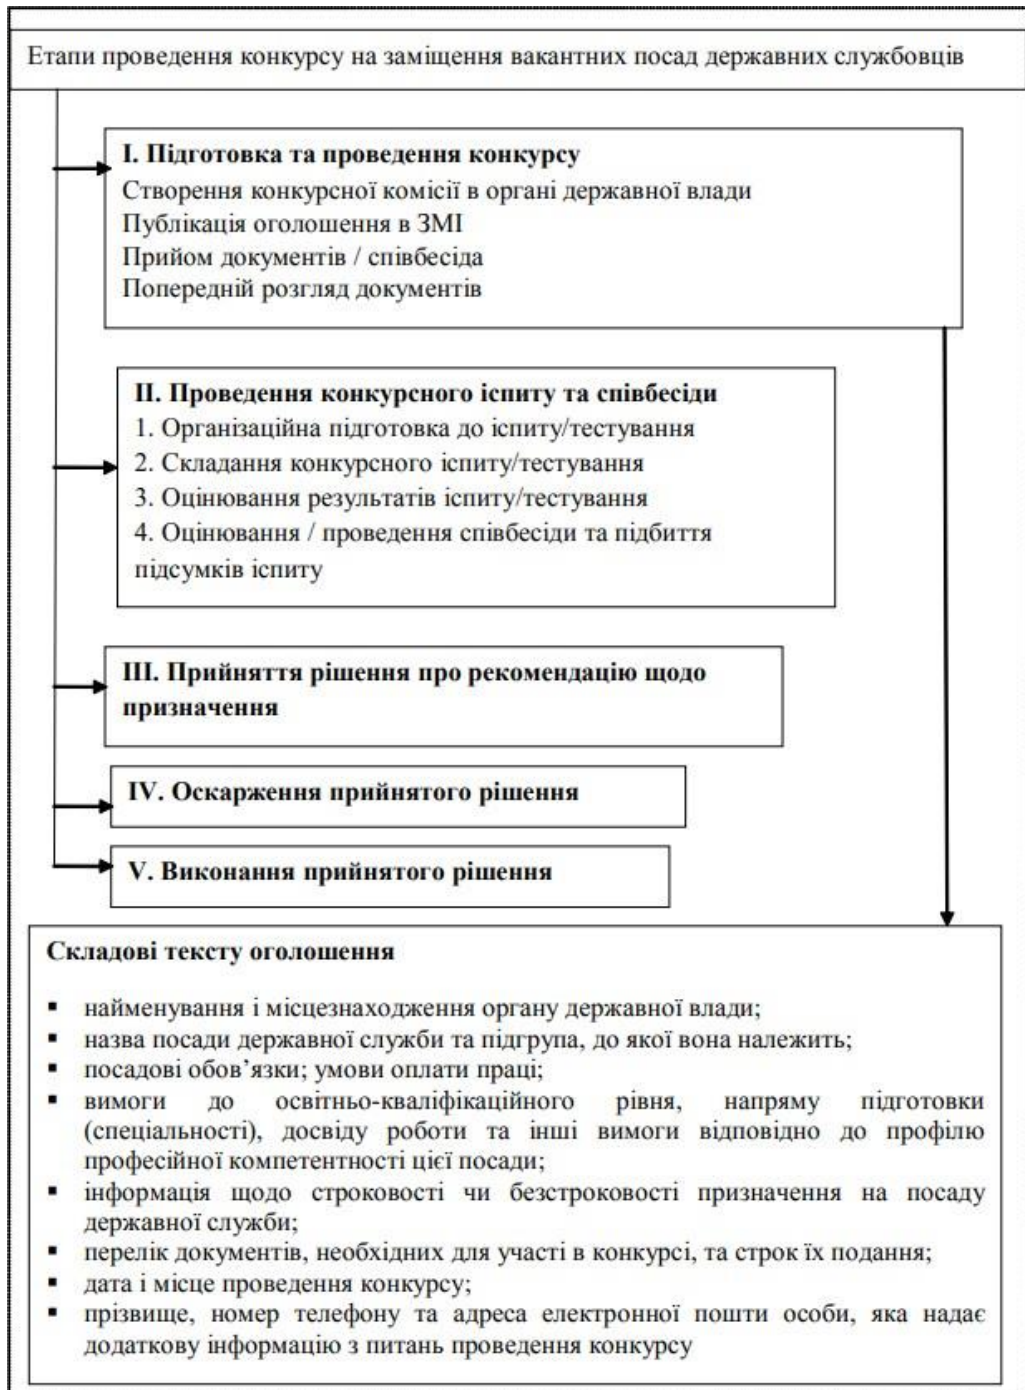 Етапи проведення конкурсу на заміщення вакантних посад державних службовців
І. Підготовка та проведення конкурсу
Створення конкурсної комісії в органі державної влади
Публікація оголошення в ЗМІ
Прийом документів / співбесіда
Попередній розгляд документів
ІІ. Проведення конкурсного іспиту та співбесіди
1. Організаційна підготовка до іспиту/тестування
2. Складання конкурсного іспиту/тестування
3. Оцінювання результатів іспиту/тестування
4. Оцінювання / проведення співбесіди та підбиття
підсумків іспиту
ІІІ. Прийняття рішення про рекомендацію щодо
призначення
IV. Оскарження прийнятого рішення
V. Виконання прийнятого рішення
Складові тексту оголошення
▪ найменування і місцезнаходження органу державної влади;
▪ назва посади державної служби та підгрупа, до якої вона належить;
▪ посадові обов’язки; умови оплати праці;
▪ вимоги до освітньо-кваліфікаційного рівня, напряму підготовки
(спеціальності), досвіду роботи та інші вимоги відповідно до профілю
професійної компетентності цієї посади;
▪ інформація щодо строковості чи безстроковості призначення на посаду
державної служби;
▪ перелік документів, необхідних для участі в конкурсі, та строк їх подання;
▪ дата і місце проведення конкурсу;
▪ прізвище, номер телефону та адреса електронної пошти особи, яка надає
додаткову інформацію з питань проведення конкурсу